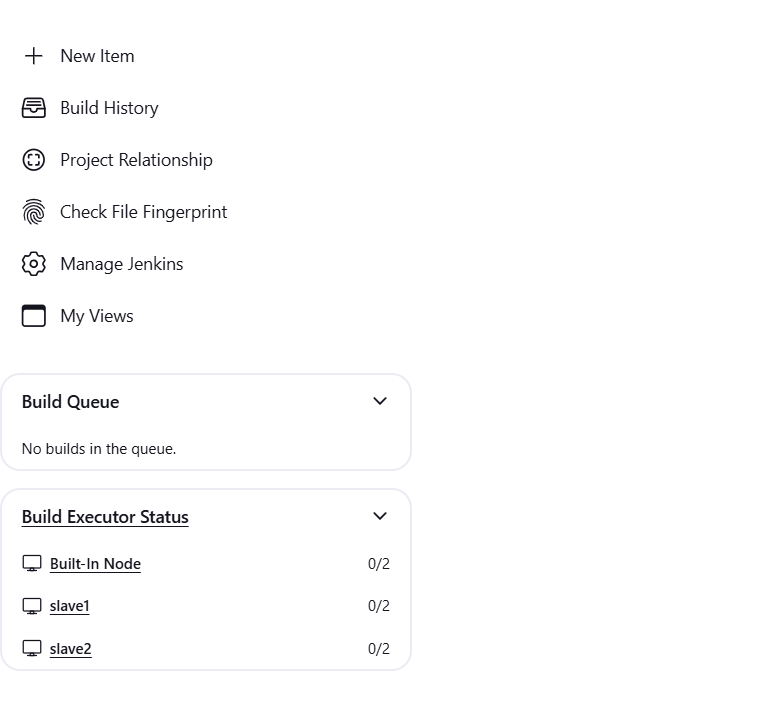 New Item
Build History
Project Relationship
Check File Fingerprint
Manage Jenkins
My Views
Build Queue
No builds in the queue.
Build Executor Status
Built-In Node 0/2
slave1 0/2
slave2 0/2